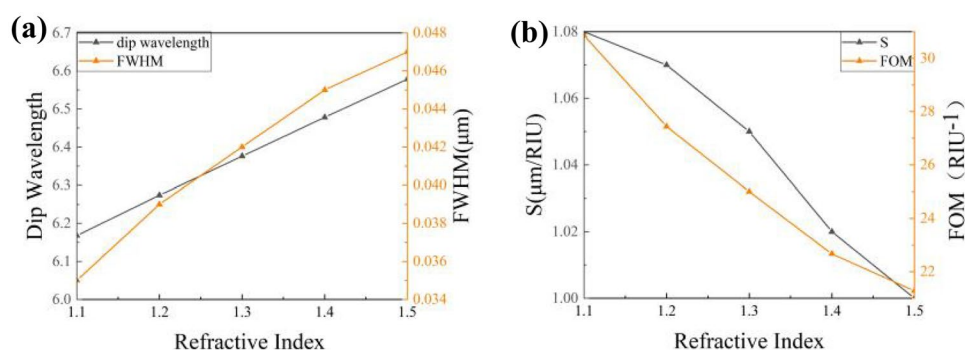 (a)
dip wavelength
FWHM
Dip Wavelength
6.7
6.6
6.5
6.4
6.3
6.2
6.1
6.0
1.1 1.2 1.3 1.4 1.5
Refractive Index
0.048
0.046
0.044
0.042
0.040
0.038
0.036
0.034
FWHM(μm)
(b)
S
FOM
S(μm/RIU)
1.08
1.06
1.04
1.02
1.00
1.1 1.2 1.3 1.4 1.5
Refractive Index
30
28
26
24
22
FOM（RIU-1）